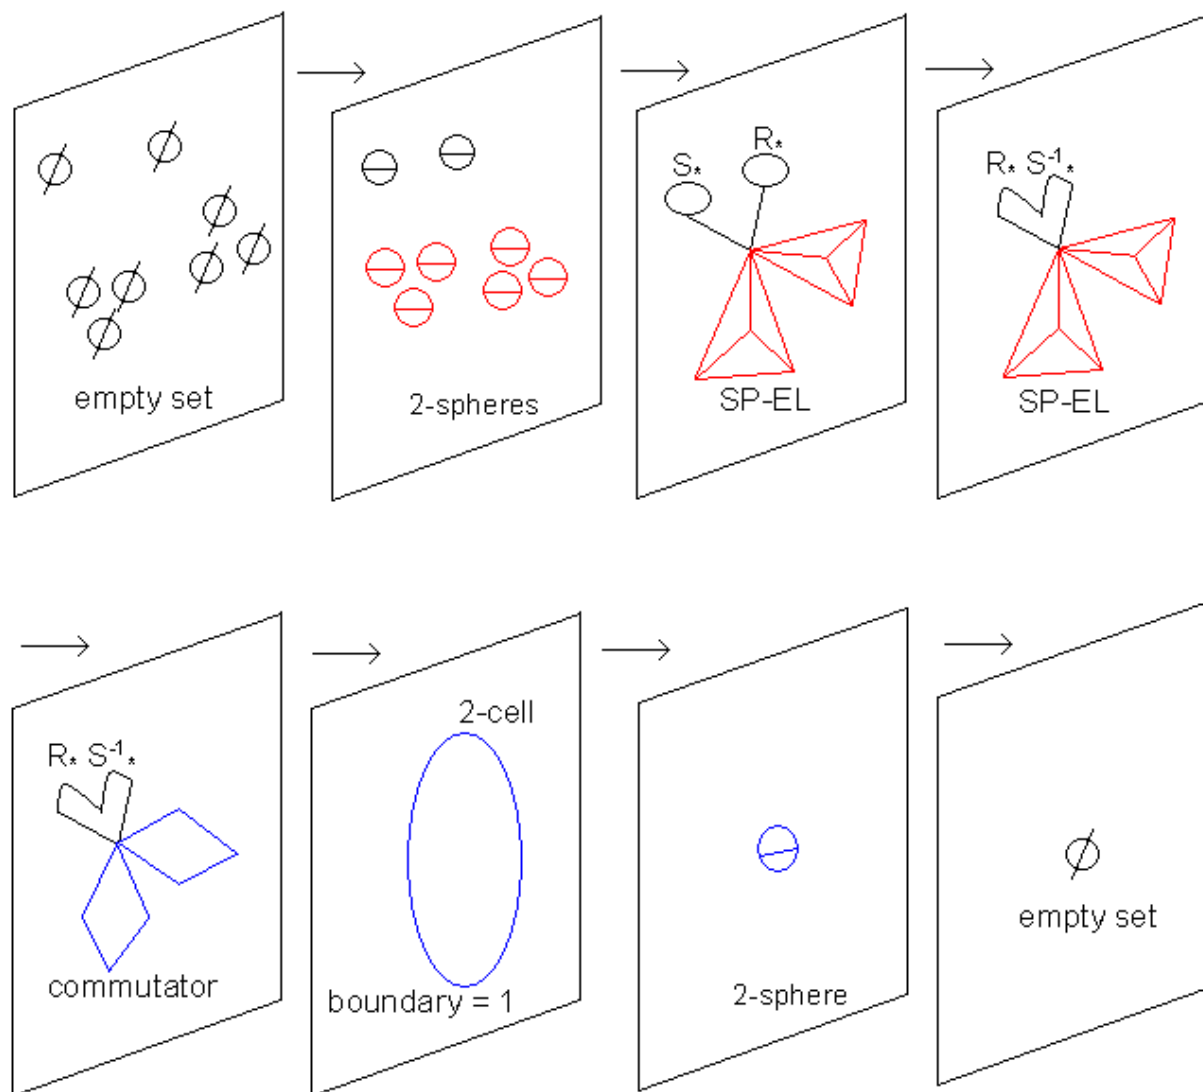 empty set
2-spheres
S* R*
SP-EL
R* S⁻¹*
SP-EL
R* S⁻¹*
commutator
2-cell
boundary = 1
2-sphere
empty set